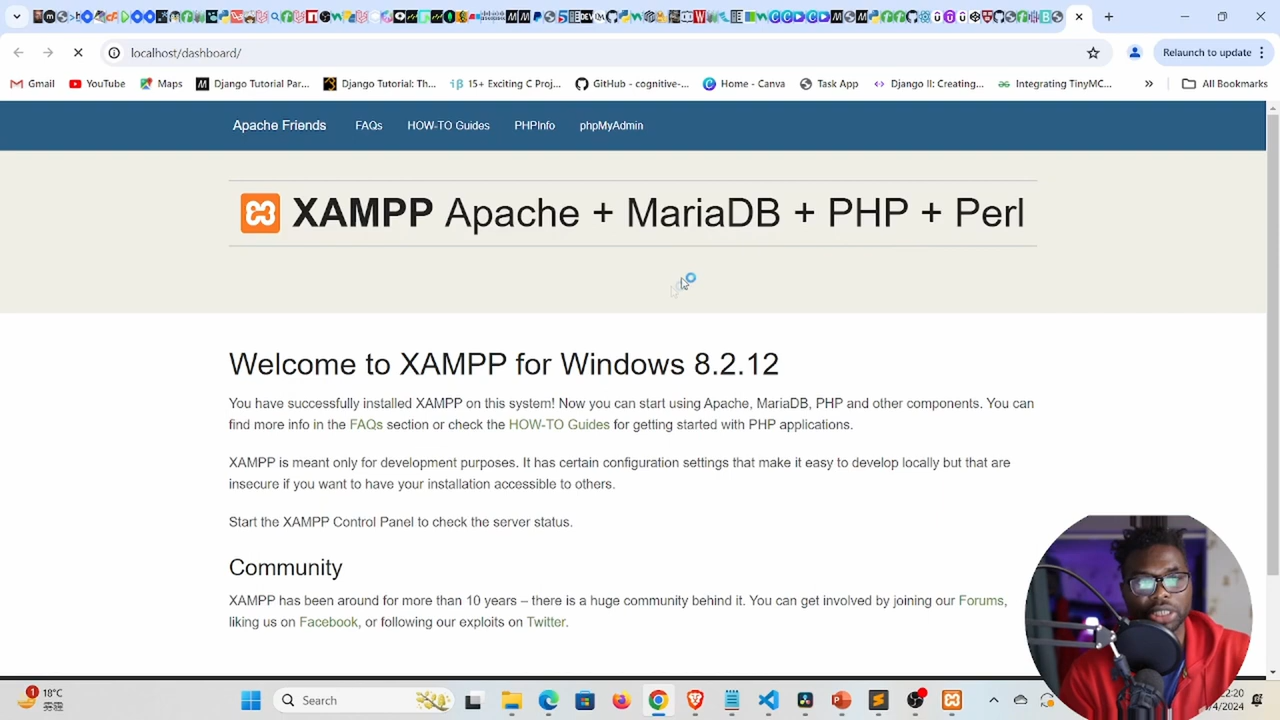 localhost/dashboard/
Relaunch to update
Gmail
YouTube
Maps
Django Tutorial Par...
Django Tutorial: Th...
15+ Exciting C Proj...
GitHub - cognitive-...
Home - Canva
Task App
Django II: Creating...
Integrating TinyMC...
»
All Bookmarks
Apache Friends
FAQs
HOW-TO Guides
PHPInfo
phpMyAdmin
XAMPP Apache + MariaDB + PHP + Perl
Welcome to XAMPP for Windows 8.2.12
You have successfully installed XAMPP on this system! Now you can start using Apache, MariaDB, PHP and other components. You can
find more info in the FAQs section or check the HOW-TO Guides for getting started with PHP applications.
XAMPP is meant only for development purposes. It has certain configuration settings that make it easy to develop locally but that are
insecure if you want to have your installation accessible to others.
Start the XAMPP Control Panel to check the server status.
Community
XAMPP has been around for more than 10 years – there is a huge community behind it. You can get involved by joining our Forums,
liking us on Facebook, or following our exploits on Twitter.
1
18°C
Search
12:20
/4/2024